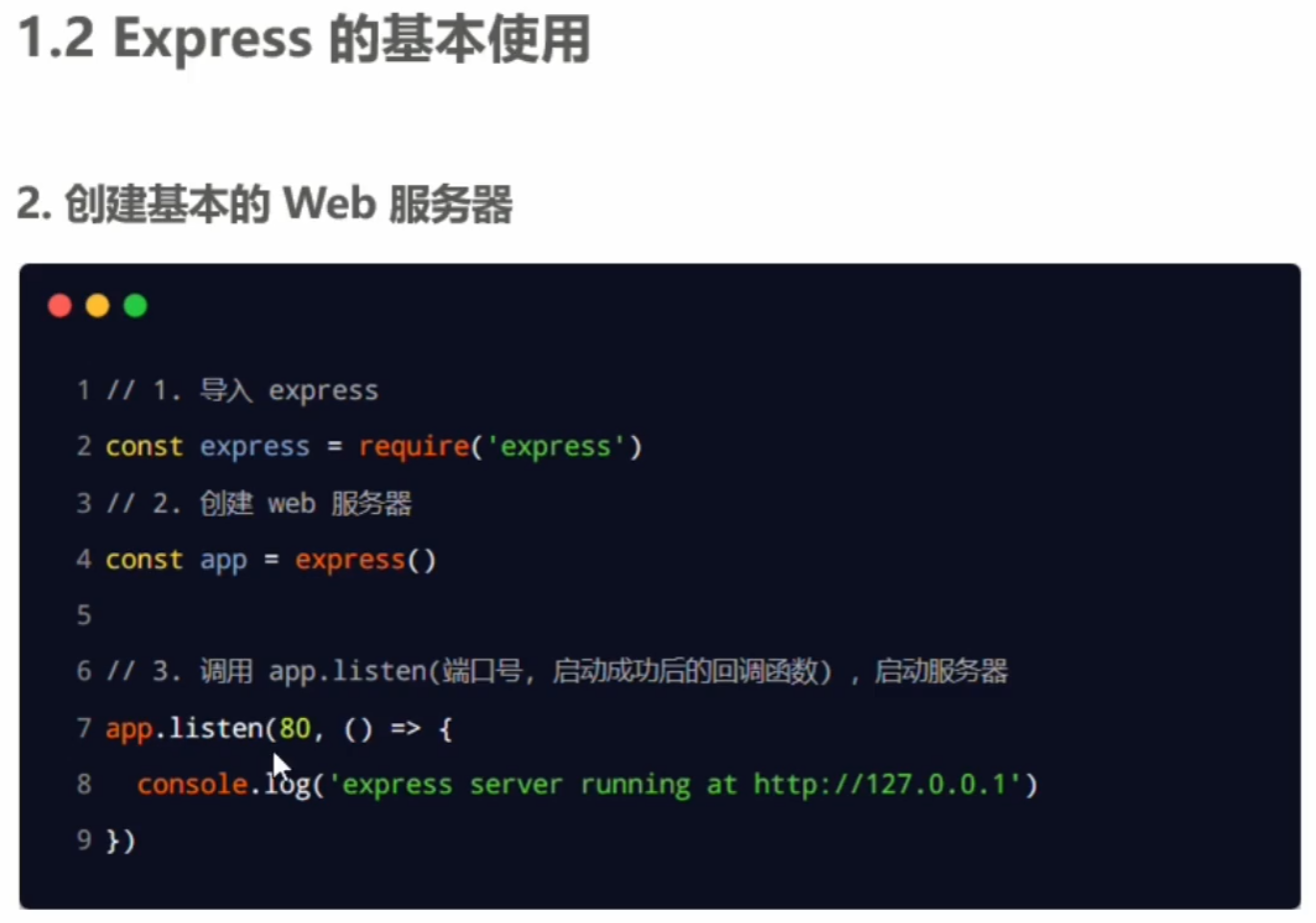 1.2 Express 的基本使用
2. 创建基本的 Web 服务器
1 // 1. 导入 express
2 const express = require('express')
3 // 2. 创建 web 服务器
4 const app = express()
5
6 // 3. 调用 app.listen(端口号, 启动成功后的回调函数) , 启动服务器
7 app.listen(80, () => {
8 console.log('express server running at http://127.0.0.1')
9 })